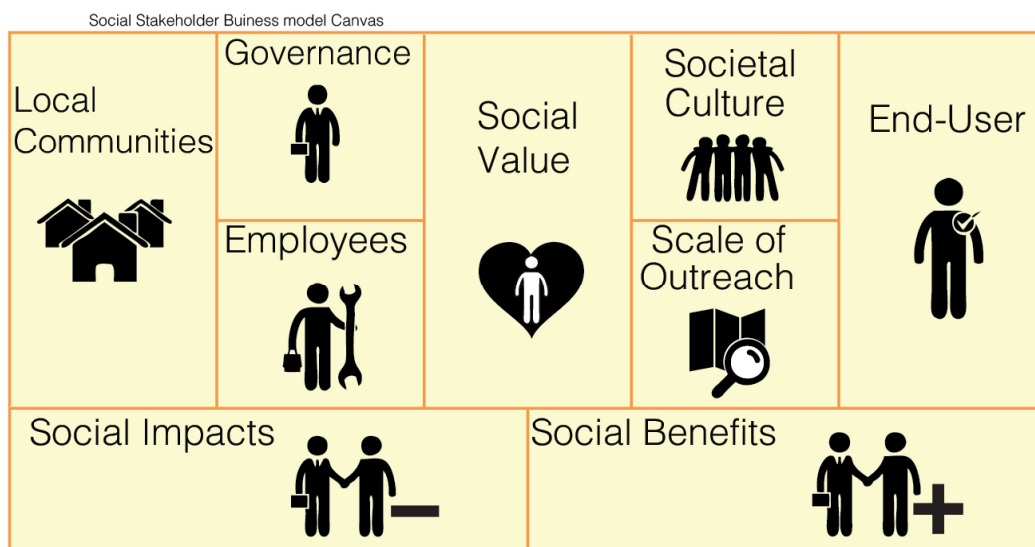 Social Stakeholder Buiness model Canvas
Local
Communities
Governance
Employees
Social
Value
Societal
Culture
Scale of
Outreach
End-User
Social Impacts
Social Benefits